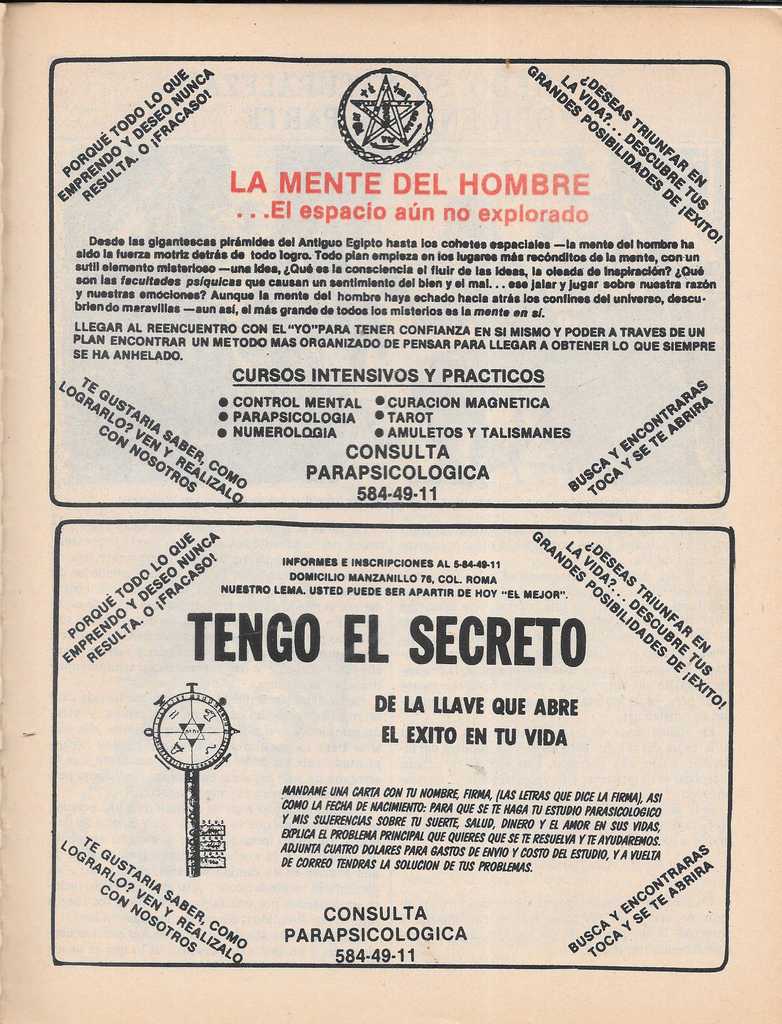 PORQUÉ TODO LO QUE
EMPRENDO Y DESEO NUNCA
RESULTA. O ¡FRACASO!
¿DESEAS TRIUNFAR EN
LA VIDA?... DESCUBRE TUS
GRANDES POSIBILIDADES DE ¡EXITO!
LA MENTE DEL HOMBRE
...El espacio aún no explorado
Desde las gigantescas pirámides del Antiguo Egipto hasta los cohetes espaciales —la mente del hombre ha
sido la fuerza motriz detrás de todo logro. Todo plan empieza en los lugares más recónditos de la mente, con un
sutil elemento misterioso —una idea, ¿Qué es la consciencia el fluir de las ideas, la oleada de inspiración? ¿Qué
son las facultades psíquicas que causan un sentimiento del bien y el mal... ese jalar y jugar sobre nuestra razón
y nuestras emociones? Aunque la mente del hombre haya echado hacia atrás los confines del universo, descu-
briendo maravillas —aun así, el más grande de todos los misterios es la mente en sí.
LLEGAR AL REENCUENTRO CON EL "YO" PARA TENER CONFIANZA EN SI MISMO Y PODER A TRAVES DE UN
PLAN ENCONTRAR UN METODO MAS ORGANIZADO DE PENSAR PARA LLEGAR A OBTENER LO QUE SIEMPRE
SE HA ANHELADO.
CURSOS INTENSIVOS Y PRACTICOS
● CONTROL MENTAL ● CURACION MAGNETICA
● PARAPSICOLOGIA ● TAROT
● NUMEROLOGIA ● AMULETOS Y TALISMANES
TE GUSTARIA SABER, COMO
LOGRARLO? VEN Y REALIZALO
CON NOSOTROS
CONSULTA
PARAPSICOLOGICA
584-49-11
BUSCA Y ENCONTRARAS
TOCA Y SE TE ABRIRA
PORQUÉ TODO LO QUE
EMPRENDO Y DESEO NUNCA
RESULTA. O ¡FRACASO!
¿DESEAS TRIUNFAR EN
LA VIDA?... DESCUBRE TUS
GRANDES POSIBILIDADES DE ¡EXITO!
INFORMES E INSCRIPCIONES AL 5-84-49-11
DOMICILIO MANZANILLO 76, COL. ROMA
NUESTRO LEMA. USTED PUEDE SER APARTIR DE HOY "EL MEJOR".
TENGO EL SECRETO
DE LA LLAVE QUE ABRE
EL EXITO EN TU VIDA
MANDAME UNA CARTA CON TU NOMBRE, FIRMA, (LAS LETRAS QUE DICE LA FIRMA), ASI
COMO LA FECHA DE NACIMIENTO: PARA QUE SE TE HAGA TU ESTUDIO PARASICOLOGICO
Y MIS SUJERENCIAS SOBRE TU SUERTE, SALUD, DINERO Y EL AMOR EN SUS VIDAS,
EXPLICA EL PROBLEMA PRINCIPAL QUE QUIERES QUE SE TE RESUELVA Y TE AYUDAREMOS.
ADJUNTA CUATRO DOLARES PARA GASTOS DE ENVIO Y COSTO DEL ESTUDIO, Y A VUELTA
DE CORREO TENDRAS LA SOLUCION DE TUS PROBLEMAS.
TE GUSTARIA SABER, COMO
LOGRARLO? VEN Y REALIZALO
CON NOSOTROS
CONSULTA
PARAPSICOLOGICA
584-49-11
BUSCA Y ENCONTRARAS
TOCA Y SE TE ABRIRA